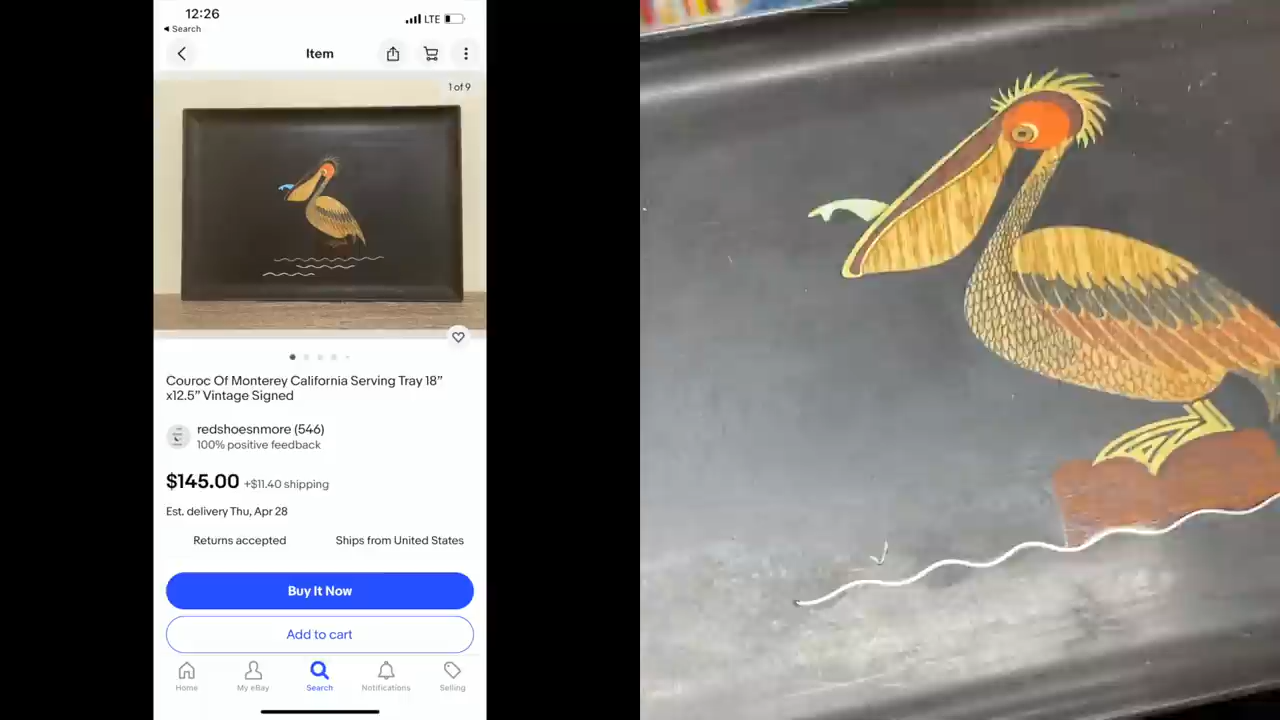 12:26
LTE
Search
Item
1 of 9
Couroc Of Monterey California Serving Tray 18”
x12.5” Vintage Signed
redshoesnmore (546)
100% positive feedback
$145.00 +$11.40 shipping
Est. delivery Thu, Apr 28
Returns accepted Ships from United States
Buy It Now
Add to cart
Home My eBay Search Notifications Selling